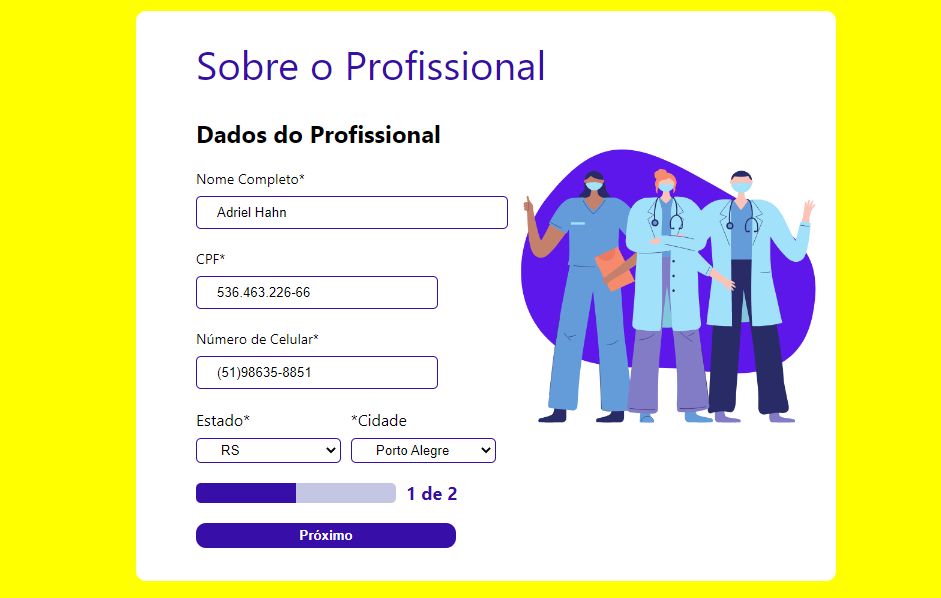 Sobre o Profissional
Dados do Profissional
Nome Completo*
Adriel Hahn
CPF*
536.463.226-66
Número de Celular*
(51)98635-8851
Estado* *Cidade
RS Porto Alegre
1 de 2
Próximo